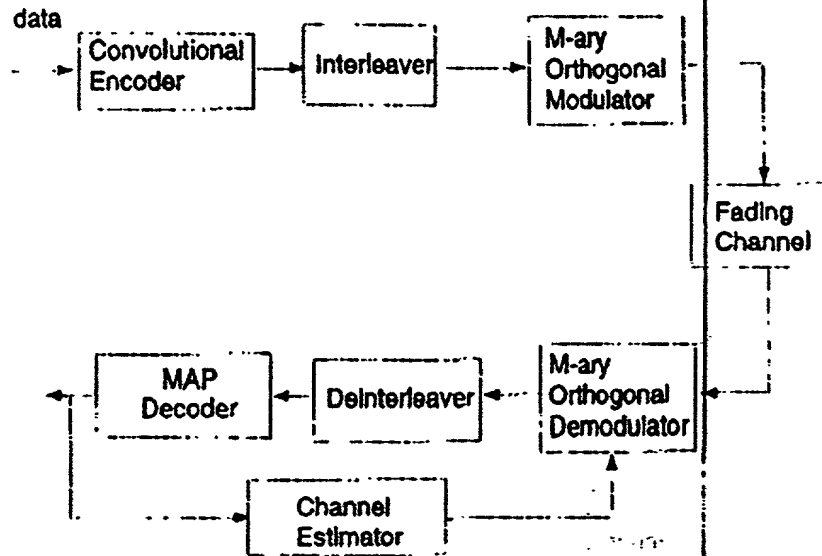 data
Convolutional
Encoder
Interleaver
M-ary
Orthogonal
Modulator
Fading
Channel
M-ary
Orthogonal
Demodulator
Deinterleaver
MAP
Decoder
Channel
Estimator